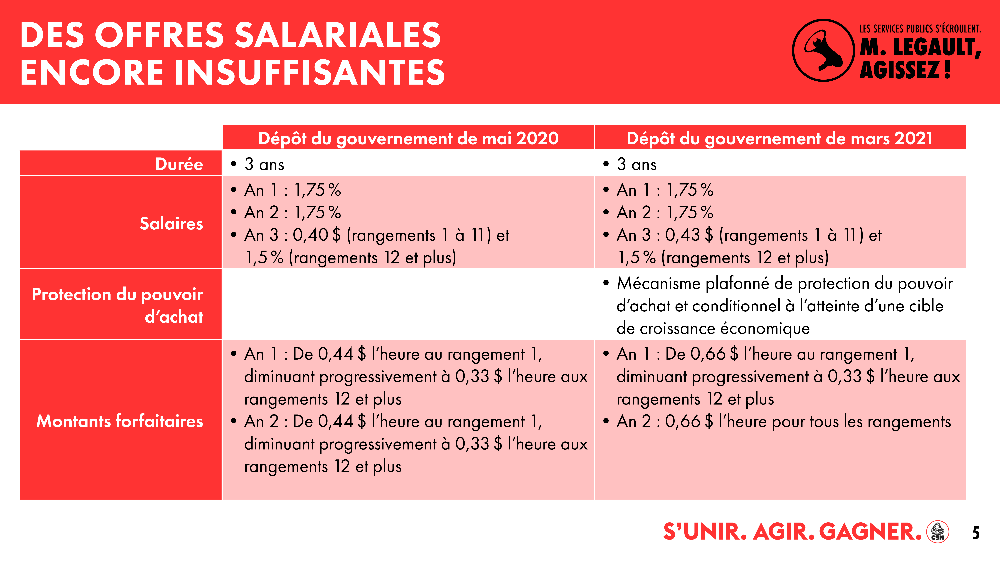 DES OFFRES SALARIALES
ENCORE INSUFFISANTES
LES SERVICES PUBLICS S’ÉCROULENT.
M. LEGAULT,
AGISSEZ !
Dépôt du gouvernement de mai 2020
Dépôt du gouvernement de mars 2021
Durée
• 3 ans
• 3 ans
Salaires
• An 1 : 1,75 %
• An 2 : 1,75 %
• An 3 : 0,40 $ (rangements 1 à 11) et
1,5 % (rangements 12 et plus)
• An 1 : 1,75 %
• An 2 : 1,75 %
• An 3 : 0,43 $ (rangements 1 à 11) et
1,5 % (rangements 12 et plus)
Protection du pouvoir
d’achat
• Mécanisme plafonné de protection du pouvoir
d’achat et conditionnel à l’atteinte d’une cible
de croissance économique
Montants forfaitaires
• An 1 : De 0,44 $ l’heure au rangement 1,
diminuant progressivement à 0,33 $ l’heure aux
rangements 12 et plus
• An 2 : De 0,44 $ l’heure au rangement 1,
diminuant progressivement à 0,33 $ l’heure aux
rangements 12 et plus
• An 1 : De 0,66 $ l’heure au rangement 1,
diminuant progressivement à 0,33 $ l’heure aux
rangements 12 et plus
• An 2 : 0,66 $ l’heure pour tous les rangements
S’UNIR. AGIR. GAGNER.
CSN
5